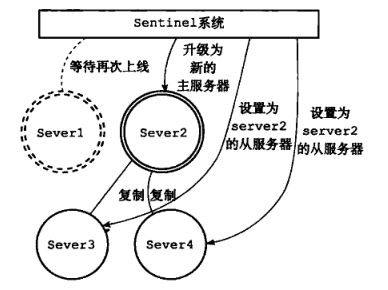 Sentinel系统
等待再次上线
升级为
新的
主服务器
设置为
server2
的从服务器
设置为
server2
的从服务器
Sever1
Sever2
复制 复制
Sever3
Sever4